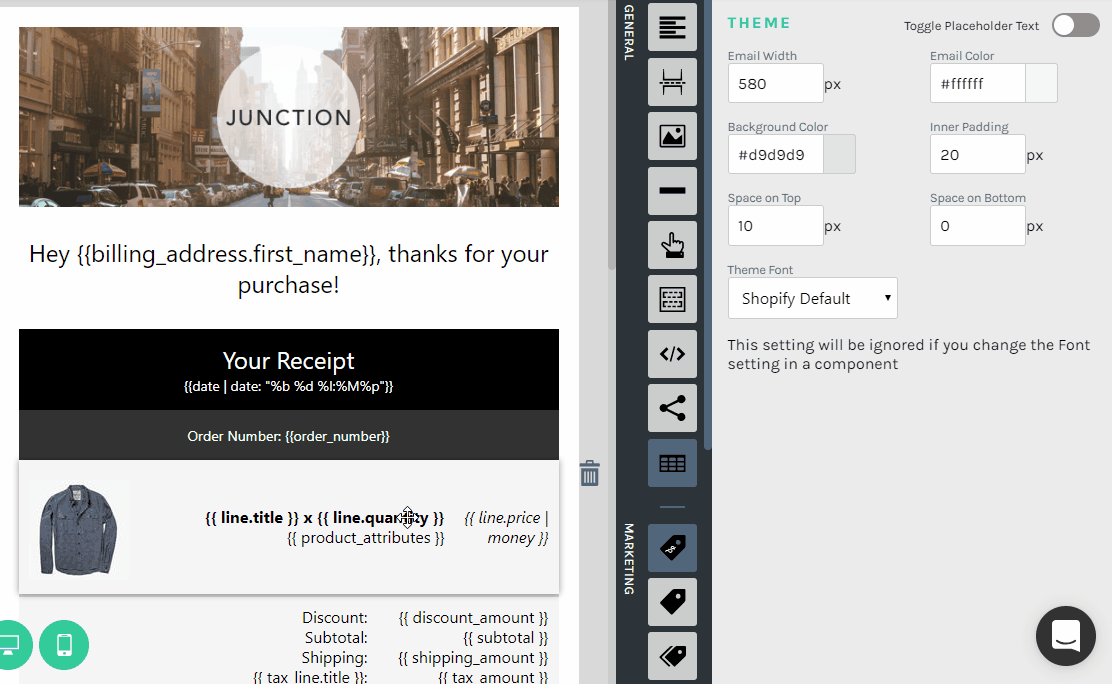 JUNCTION
Hey {{billing_address.first_name}}, thanks for your
purchase!
Your Receipt
{{date | date: "%b %d %l:%M%p"}}
Order Number: {{order_number}}
{{ line.title }} x {{ line.quantity }}
{{ product_attributes }}
{{ line.price |
money }}
Discount: {{ discount_amount }}
Subtotal: {{ subtotal }}
Shipping: {{ shipping_amount }}
{{ tax_line.title }}: {{ tax_amount }}
GENERAL
MARKETING
THEME
Toggle Placeholder Text
Email Width
580 px
Email Color
#ffffff
Background Color
#d9d9d9
Inner Padding
20 px
Space on Top
10 px
Space on Bottom
0 px
Theme Font
Shopify Default
This setting will be ignored if you change the Font
setting in a component